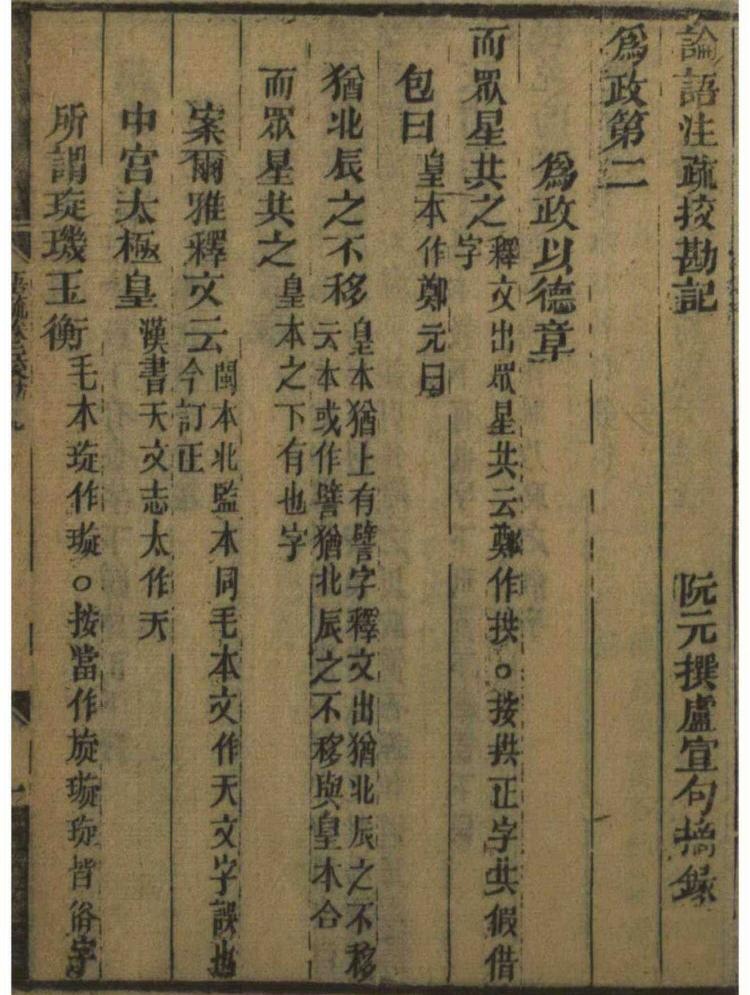 論語注疏挍勘記　阮元撰盧宣旬摘錄
爲政第二
爲政以德章
而眾星共之　釋文出眾星共云鄭作拱○按拱正字共假借
字
包曰　皇本作鄭元曰
猶北辰之不移　皇本猶上有譬字釋文出猶北辰之不移
云本或作譬猶北辰之不移與皇本合
而眾星共之　皇本之下有也字
案爾雅釋文云　閩本北監本同毛本文作天文字誤也
今訂正
中宮太極星　漢書天文志太作天
所謂琁璣玉衡　毛本琁作璇○按當作旋璇琁皆俗字